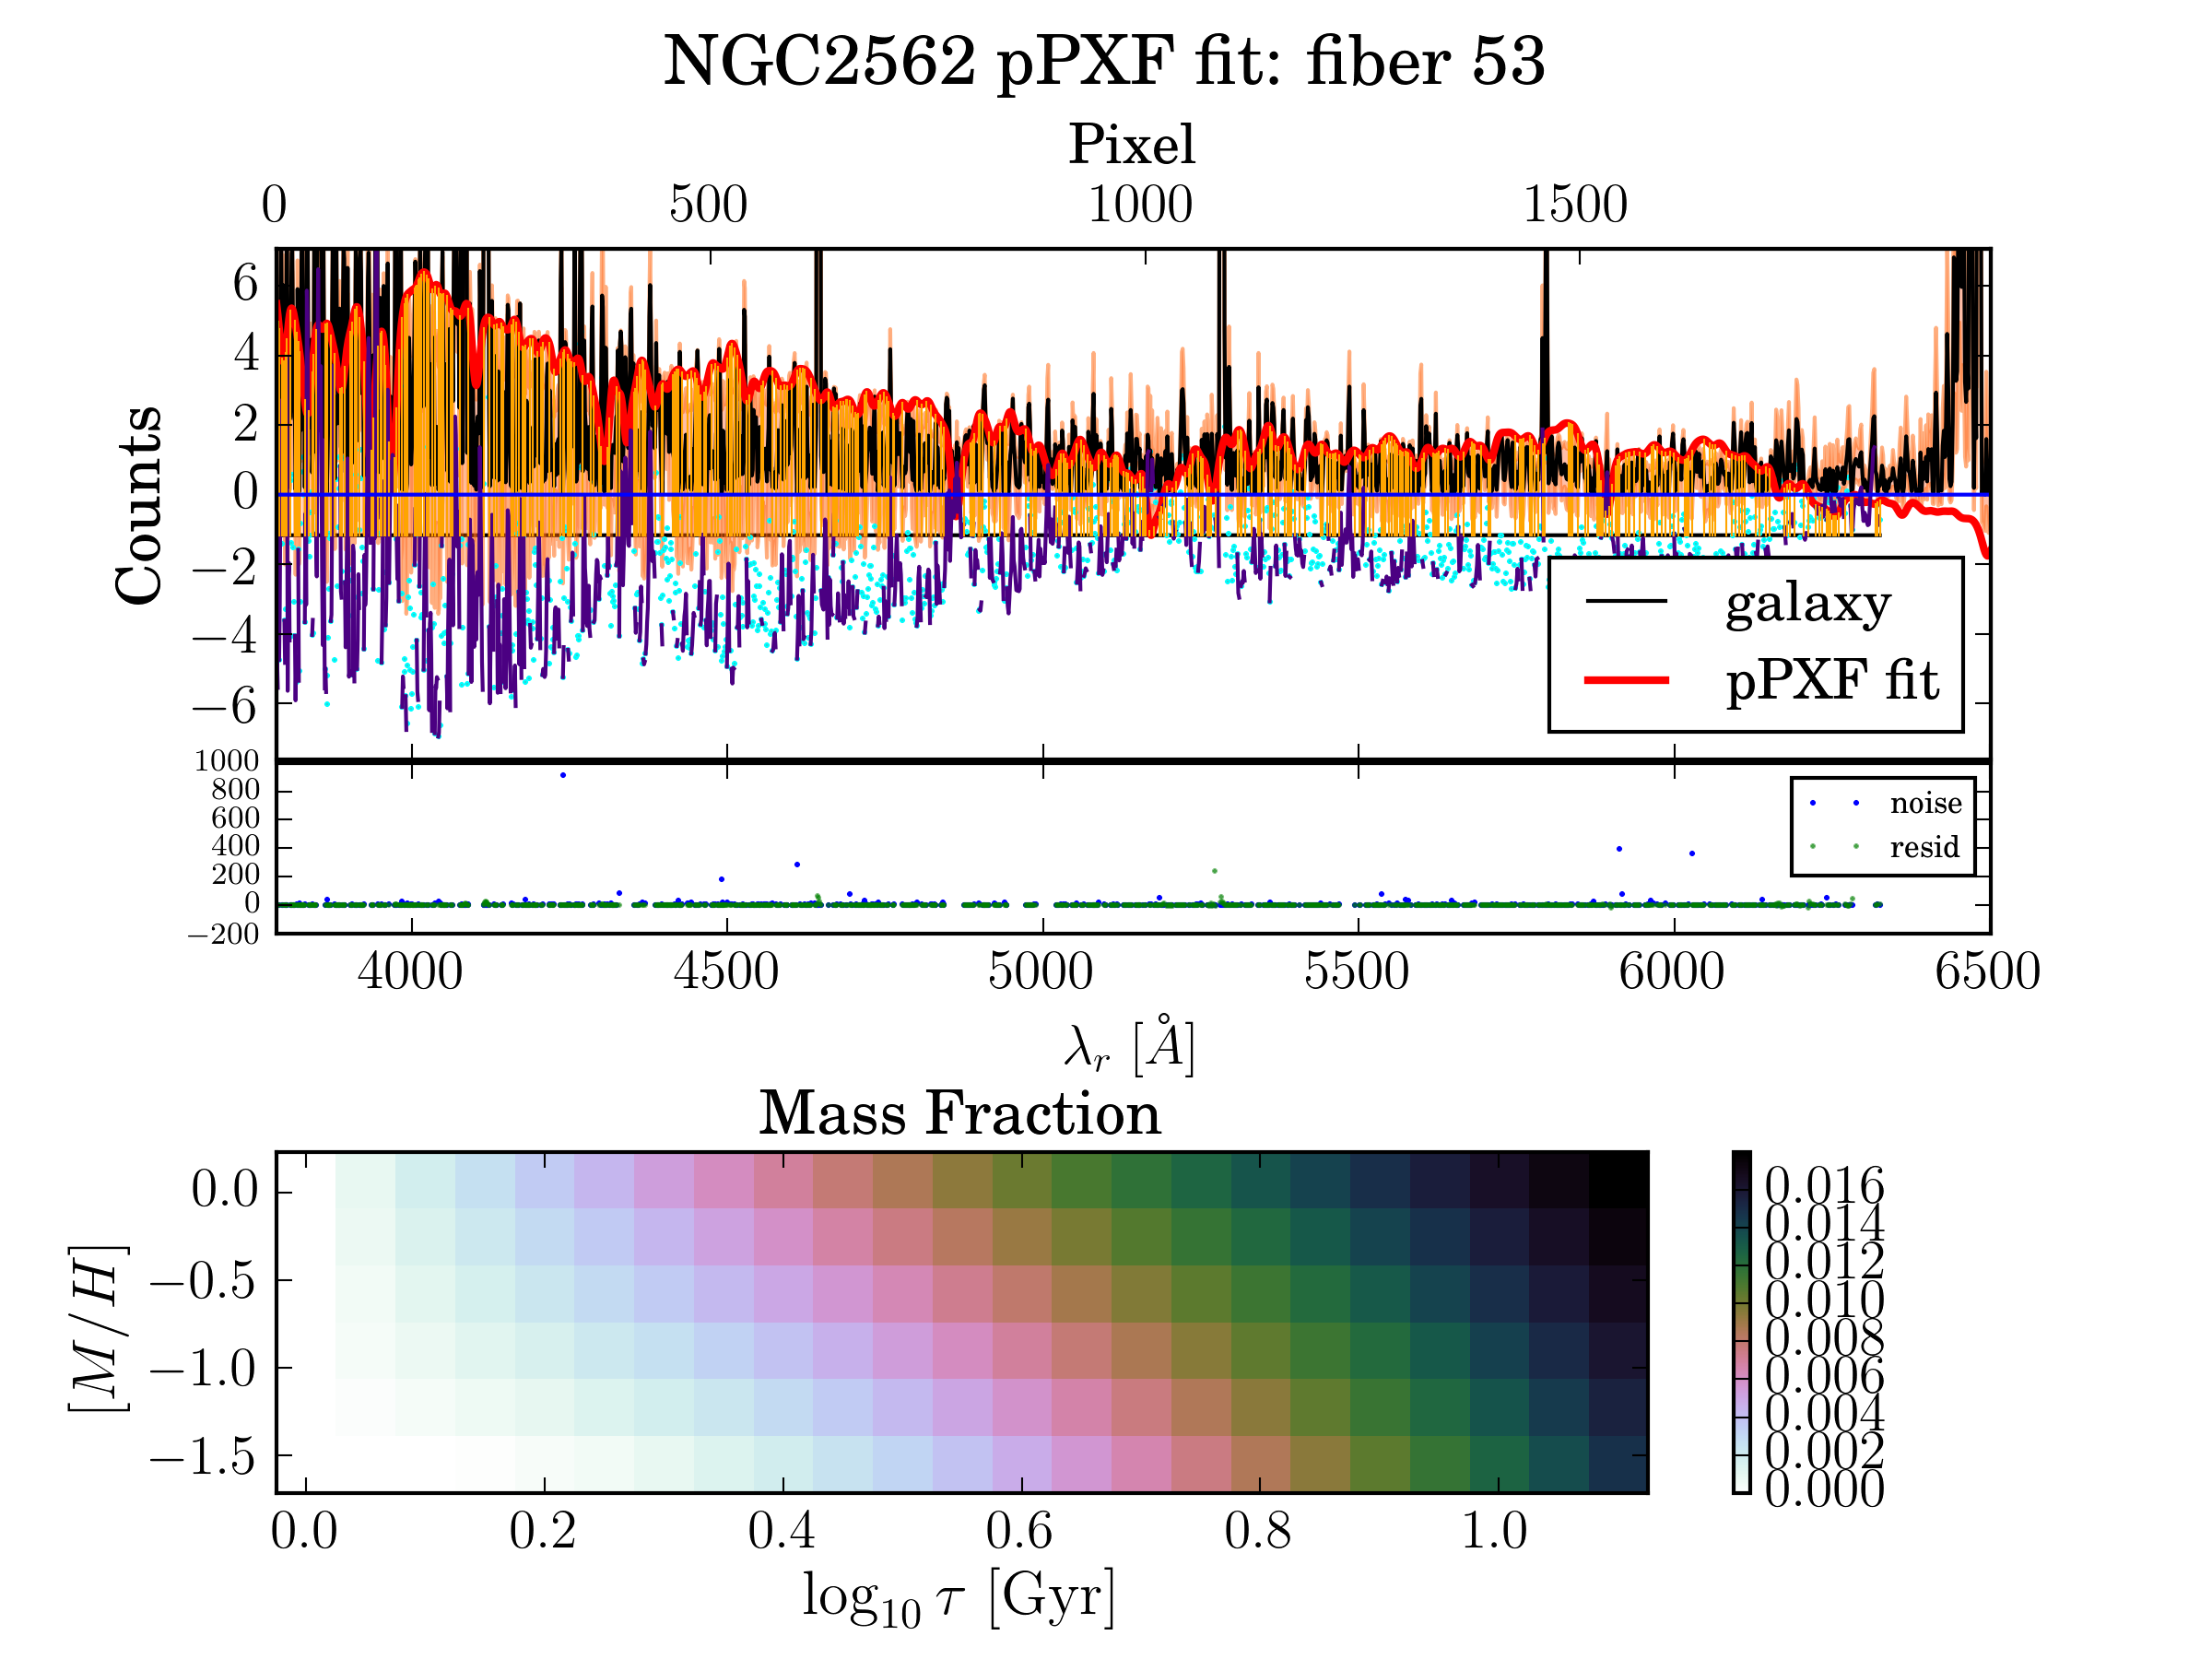 NGC2562 pPXF fit: fiber 53
Pixel
0 500 1000 1500
Counts
6
4
2
0
−2
−4
−6
galaxy
pPXF fit
1000
800
600
400
200
0
−200
noise
resid
4000 4500 5000 5500 6000 6500
λr [Å]
Mass Fraction
[M/H]
0.0
−0.5
−1.0
−1.5
0.0 0.2 0.4 0.6 0.8 1.0
log10 τ [Gyr]
0.016
0.014
0.012
0.010
0.008
0.006
0.004
0.002
0.000